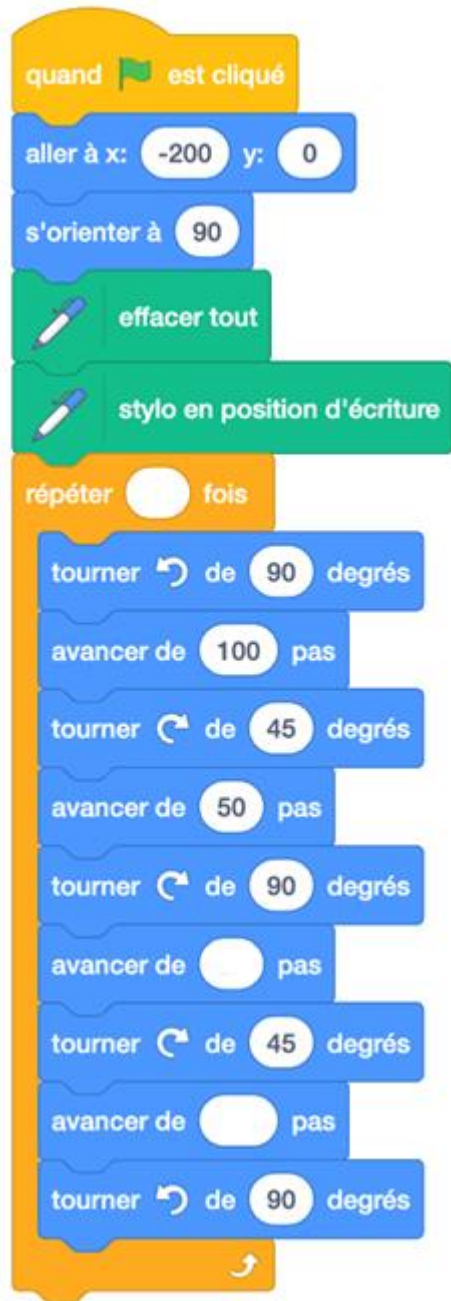 quand est cliqué
aller à x: -200 y: 0
s'orienter à 90
effacer tout
stylo en position d'écriture
répéter fois
tourner de 90 degrés
avancer de 100 pas
tourner de 45 degrés
avancer de 50 pas
tourner de 90 degrés
avancer de pas
tourner de 45 degrés
avancer de pas
tourner de 90 degrés